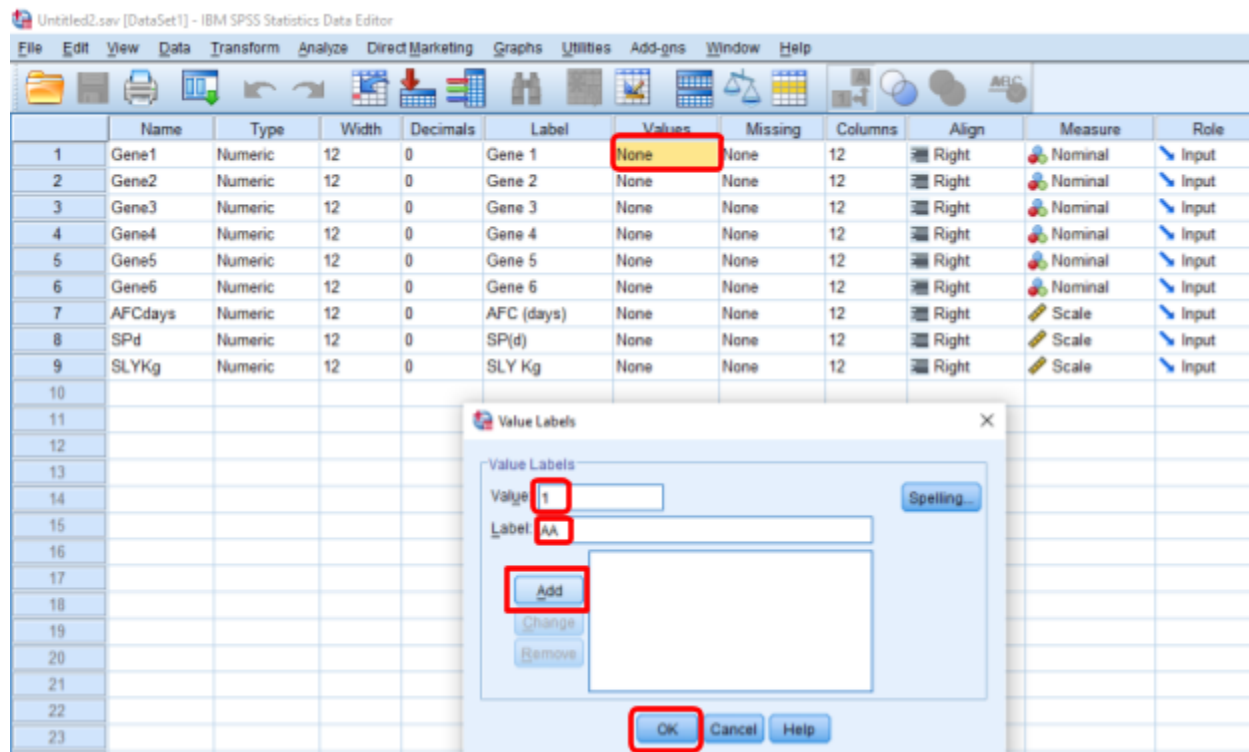 Untitled2.sav [DataSet1] - IBM SPSS Statistics Data Editor
File Edit View Data Transform Analyze Direct Marketing Graphs Utilities Add-ons Window Help
Name Type Width Decimals Label Values Missing Columns Align Measure Role
1 Gene1 Numeric 12 0 Gene 1 None None 12 Right Nominal Input
2 Gene2 Numeric 12 0 Gene 2 None None 12 Right Nominal Input
3 Gene3 Numeric 12 0 Gene 3 None None 12 Right Nominal Input
4 Gene4 Numeric 12 0 Gene 4 None None 12 Right Nominal Input
5 Gene5 Numeric 12 0 Gene 5 None None 12 Right Nominal Input
6 Gene6 Numeric 12 0 Gene 6 None None 12 Right Nominal Input
7 AFCdays Numeric 12 0 AFC (days) None None 12 Right Scale Input
8 SPd Numeric 12 0 SP(d) None None 12 Right Scale Input
9 SLYKg Numeric 12 0 SLY Kg None None 12 Right Scale Input
10
11 Value Labels
12
13 Value Labels
14 Value: 1 Spelling...
15 Label: AA
16
17 Add
18
19 Change
20 Remove
21
22
23 OK Cancel Help